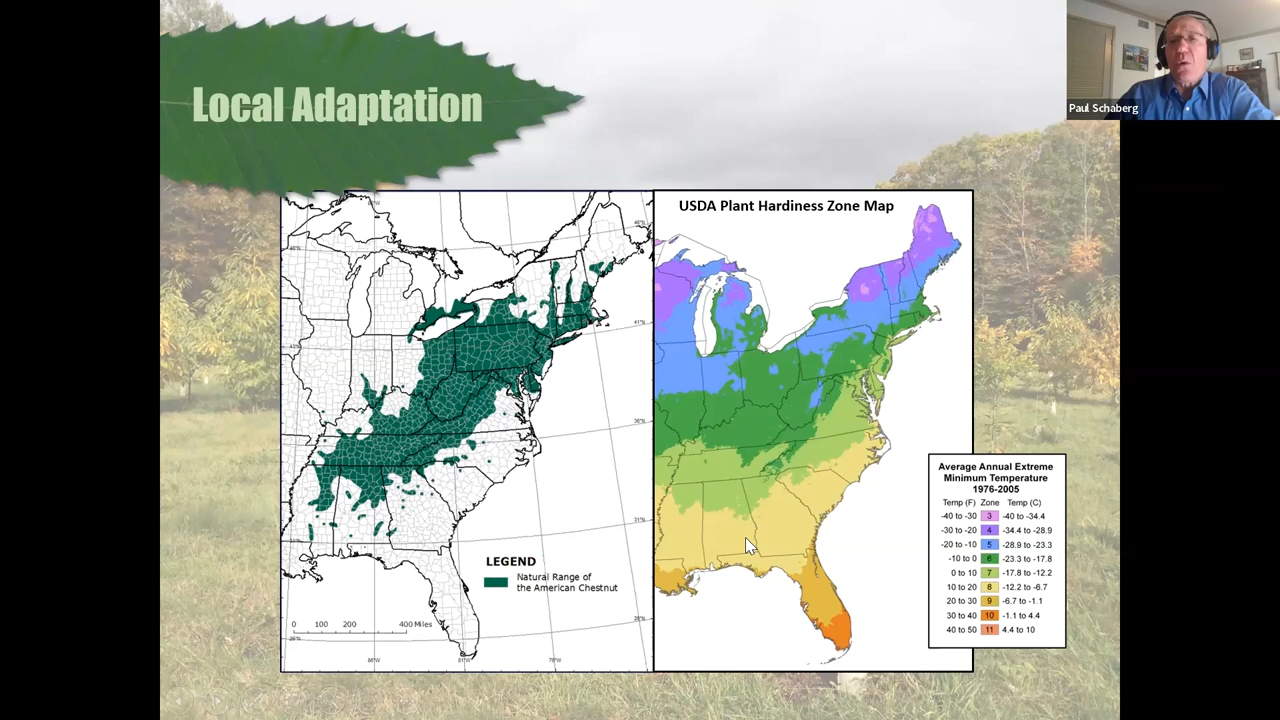 Local Adaptation
Paul Schaberg
USDA Plant Hardiness Zone Map
LEGEND
Natural Range of
the American Chestnut
0 100 200 400 Miles
41°N
36°N
31°N
Average Annual Extreme
Minimum Temperature
1976-2005
Temp (F) Zone Temp (C)
-40 to -30 3 -40 to -34.4
-30 to -20 4 -34.4 to -28.9
-20 to -10 5 -28.9 to -23.3
-10 to 0 6 -23.3 to -17.8
0 to 10 7 -17.8 to -12.2
10 to 20 8 -12.2 to -6.7
20 to 30 9 -6.7 to -1.1
30 to 40 10 -1.1 to 4.4
40 to 50 11 4.4 to 10